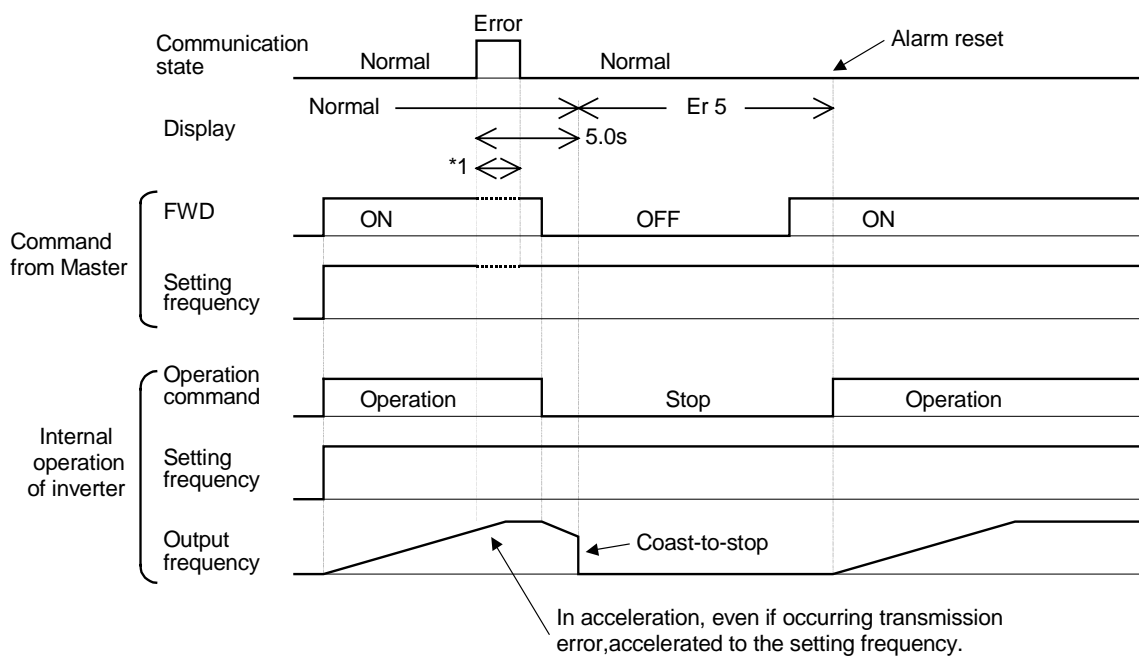 Error
Communication
state
Normal
Normal
Alarm reset
Display
Normal
Er 5
5.0s
*1
Command
from Master
FWD
ON
OFF
ON
Setting
frequency
Internal
operation
of inverter
Operation
command
Operation
Stop
Operation
Setting
frequency
Output
frequency
Coast-to-stop
In acceleration, even if occurring transmission
error,accelerated to the setting frequency.